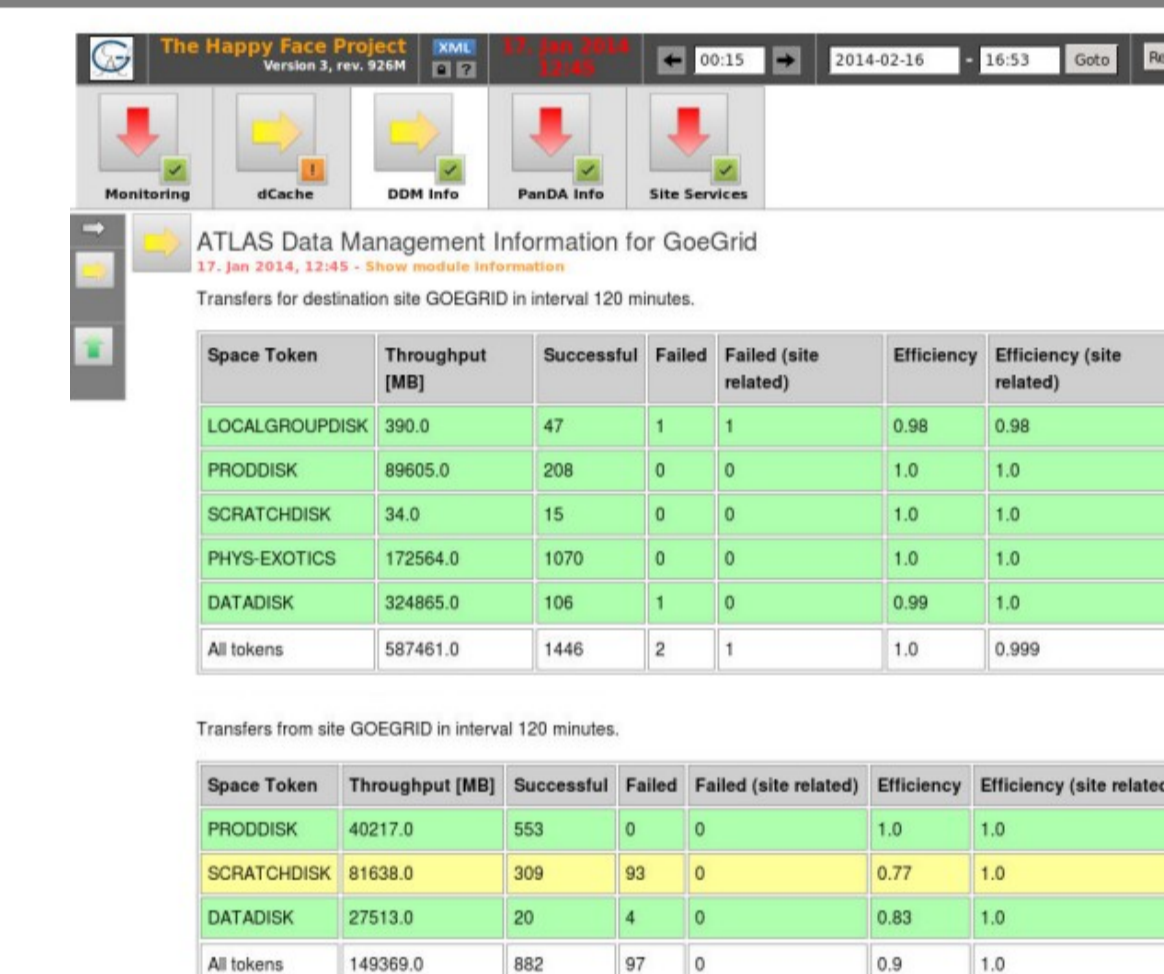 The Happy Face Project
Version 3, rev. 926M
XML
?
17. Jan 2014
12:45
00:15
2014-02-16 - 16:53 Goto
Monitoring dCache DDM Info PanDA Info Site Services
ATLAS Data Management Information for GoeGrid
17. Jan 2014, 12:45 - Show module information
Transfers for destination site GOEGRID in interval 120 minutes.
Space Token Throughput [MB] Successful Failed Failed (site related) Efficiency Efficiency (site related)
LOCALGROUPDISK 390.0 47 1 1 0.98 0.98
PRODDISK 89605.0 208 0 0 1.0 1.0
SCRATCHDISK 34.0 15 0 0 1.0 1.0
PHYS-EXOTICS 172564.0 1070 0 0 1.0 1.0
DATADISK 324865.0 106 1 0 0.99 1.0
All tokens 587461.0 1446 2 1 1.0 0.999
Transfers from site GOEGRID in interval 120 minutes.
Space Token Throughput [MB] Successful Failed Failed (site related) Efficiency Efficiency (site related
PRODDISK 40217.0 553 0 0 1.0 1.0
SCRATCHDISK 81638.0 309 93 0 0.77 1.0
DATADISK 27513.0 20 4 0 0.83 1.0
All tokens 149369.0 882 97 0 0.9 1.0